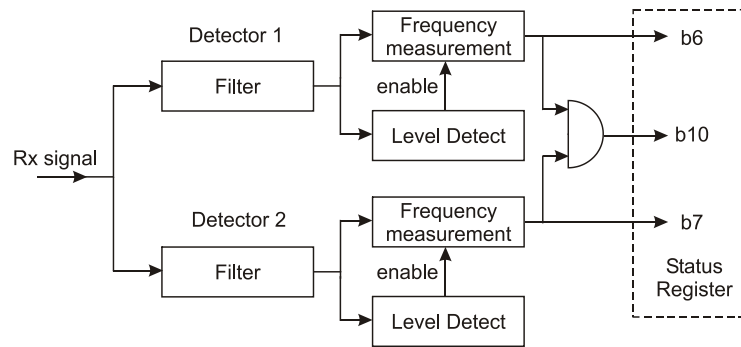 Detector 1
Filter
Frequency
measurement
enable
Level Detect
b6
b10
Rx signal
Detector 2
Filter
Frequency
measurement
enable
Level Detect
b7
Status
Register